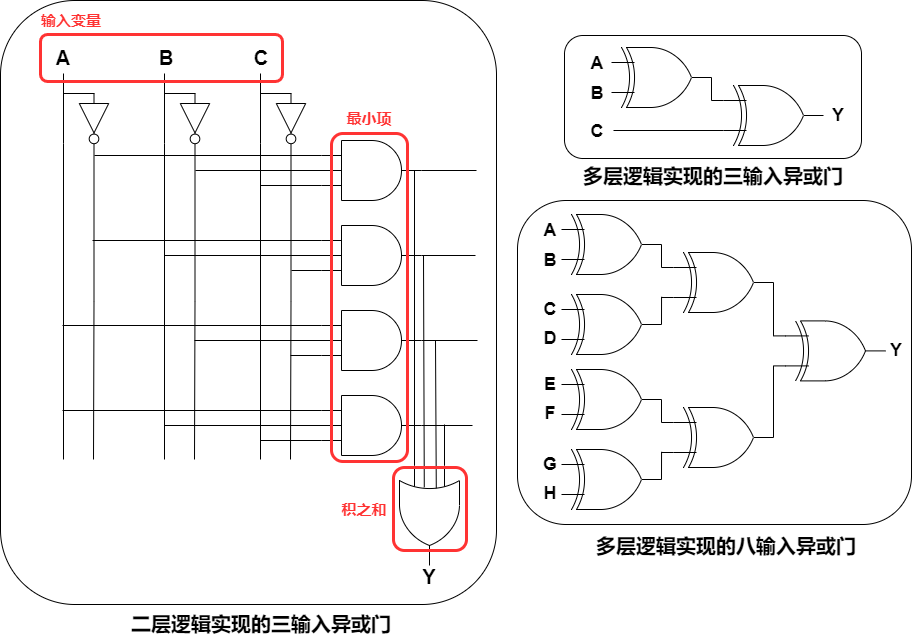 输入变量
A B C
最小项
积之和
Y
二层逻辑实现的三输入异或门
A
B
C
Y
多层逻辑实现的三输入异或门
A
B
C
D
E
F
G
H
Y
多层逻辑实现的八输入异或门